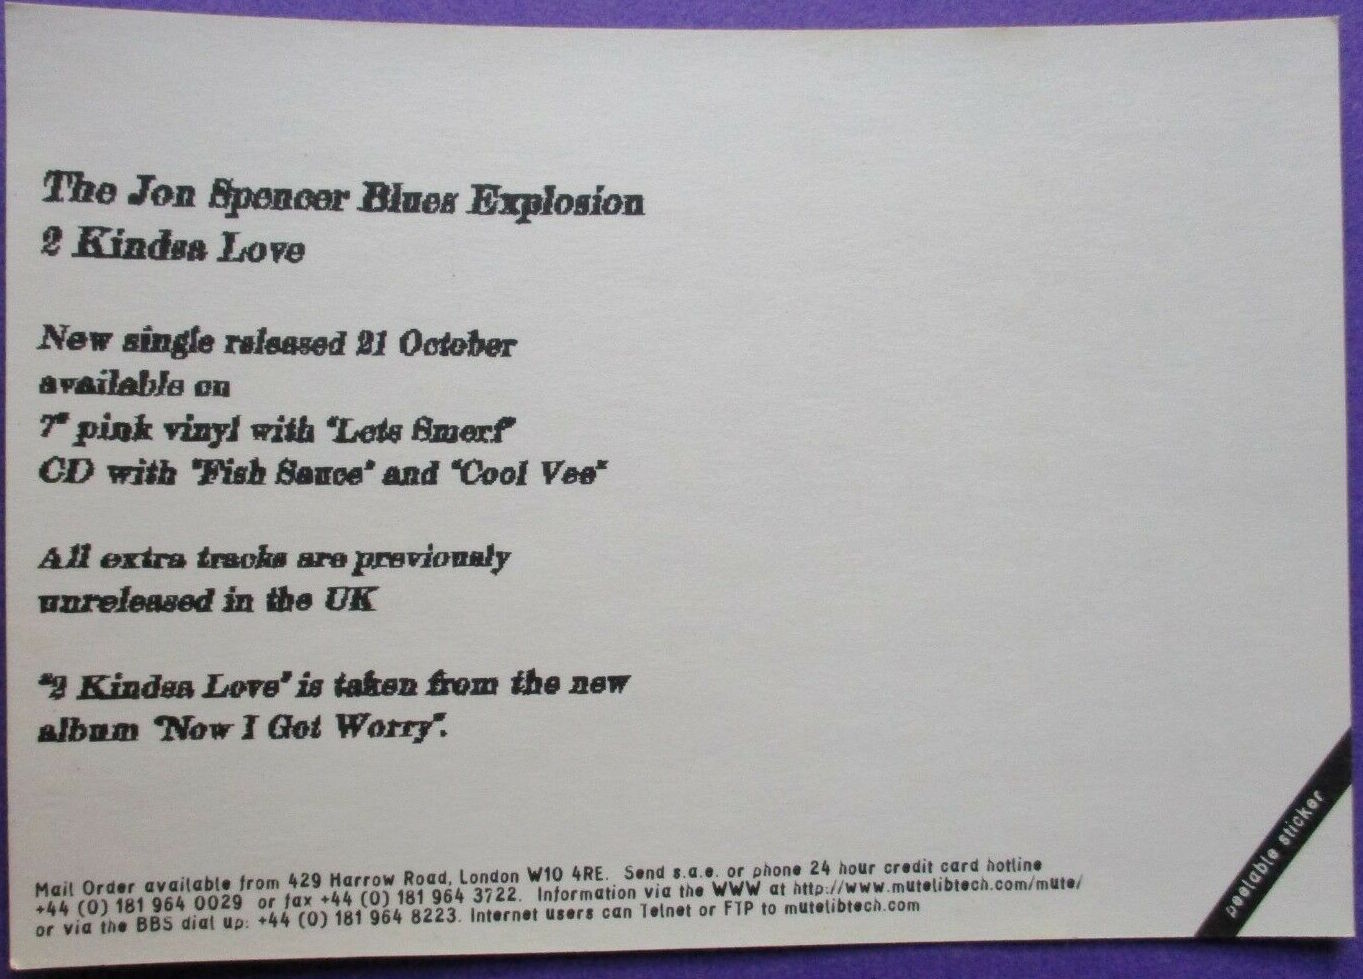 The Jon Spencer Blues Explosion
2 Kindsa Love
New single released 21 October
available on
7" pink vinyl with "Lets Smerf"
CD with "Fish Sauce" and "Cool Vee"
All extra tracks are previously
unreleased in the UK
"2 Kindsa Love" is taken from the new
album "Now I Got Worry".
Mail Order available from 429 Harrow Road, London W10 4RE. Send s.a.e. or phone 24 hour credit card hotline
+44 (0) 181 964 0029 or fax +44 (0) 181 964 3722. Information via the WWW at http://www.mutelibtech.com/mute/
or via the BBS dial up: +44 (0) 181 964 8223. Internet users can Telnet or FTP to mutelibtech.com
peelable sticker